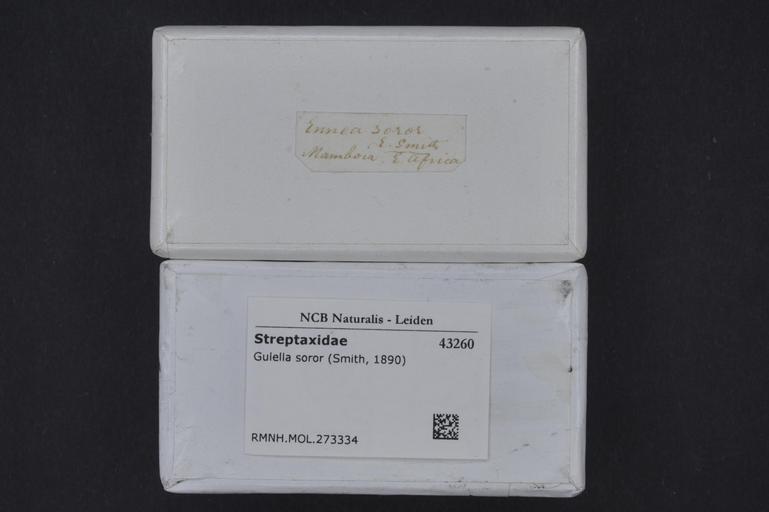 Ennea soror
E. Smith
Mamboia. E. Africa
NCB Naturalis - Leiden
Streptaxidae 43260
Gulella soror (Smith, 1890)
RMNH.MOL.273334